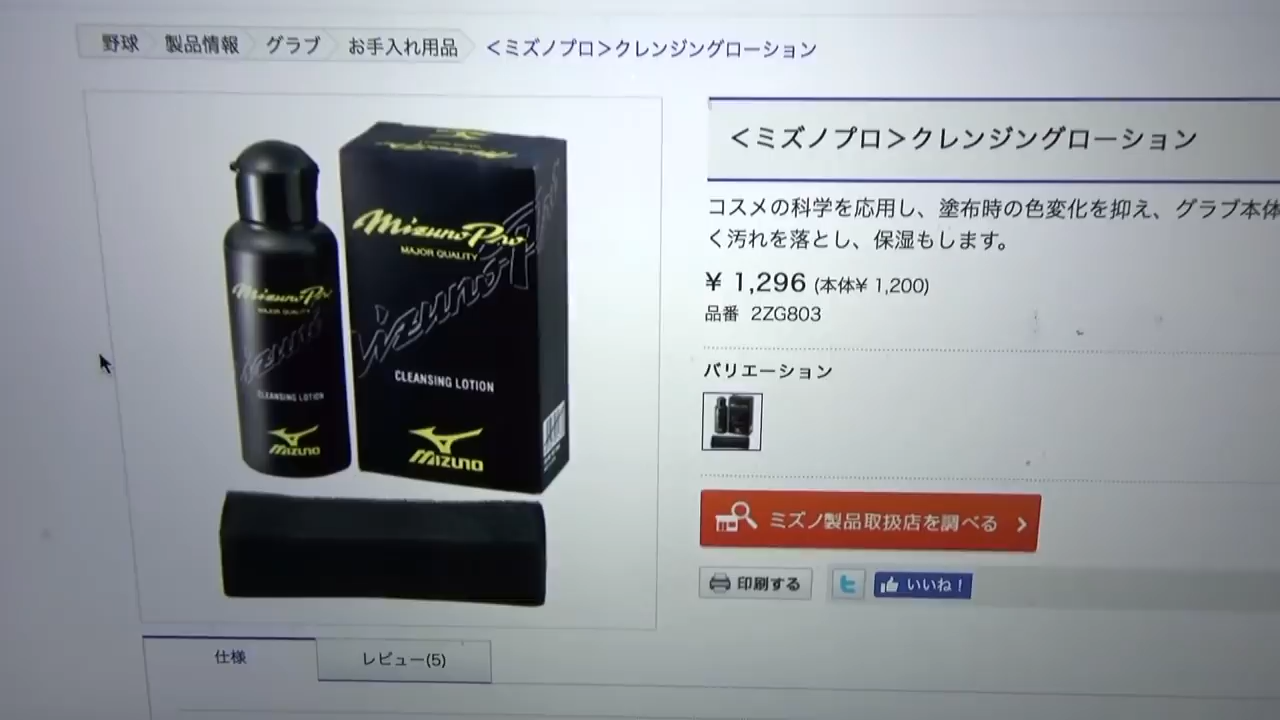 野球 製品情報 グラブ お手入れ用品 ＜ミズノプロ＞クレンジングローション
Mizuno Pro
MAJOR QUALITY
CLEANSING LOTION
MIZUNO
Mizuno Pro
MAJOR QUALITY
CLEANSING LOTION
MIZUNO
＜ミズノプロ＞クレンジングローション
コスメの科学を応用し、塗布時の色変化を抑え、グラブ本体
く汚れを落とし、保湿もします。
¥ 1,296 (本体¥ 1,200)
品番 2ZG803
バリエーション
ミズノ製品取扱店を調べる
印刷する
いいね！
仕様
レビュー(5)